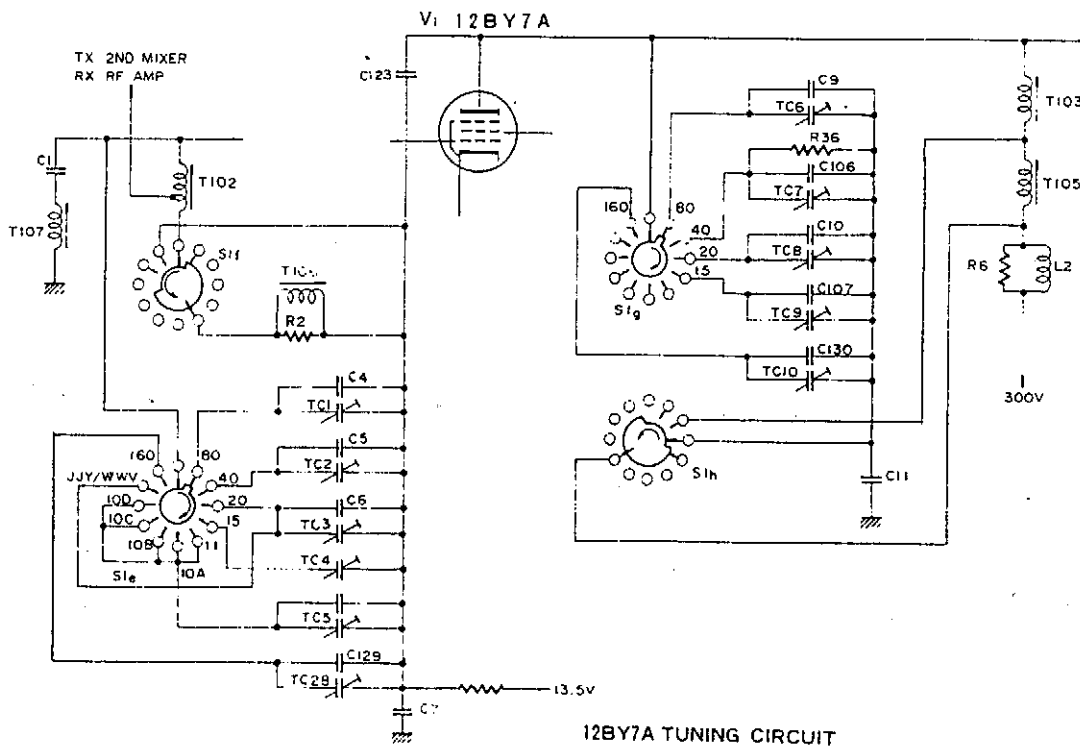 V1 12BY7A
TX 2ND MIXER
RX RF AMP
C123
C9
TC6
T103
R36
C1
C106
T102
T105
TC7
160
80
40
C10
T107
20
TC8
S1f
15
R6
L2
C107
S1g
TC9
R2
C130
C4
TC10
TC1
300V
C5
160
80
TC2
JJY/WWV
40
S1h
C11
10D
20
C6
10C
15
TC3
10B
11
TC4
S1e
10A
TC5
C129
TC28
13.5V
C7
12BY7A TUNING CIRCUIT